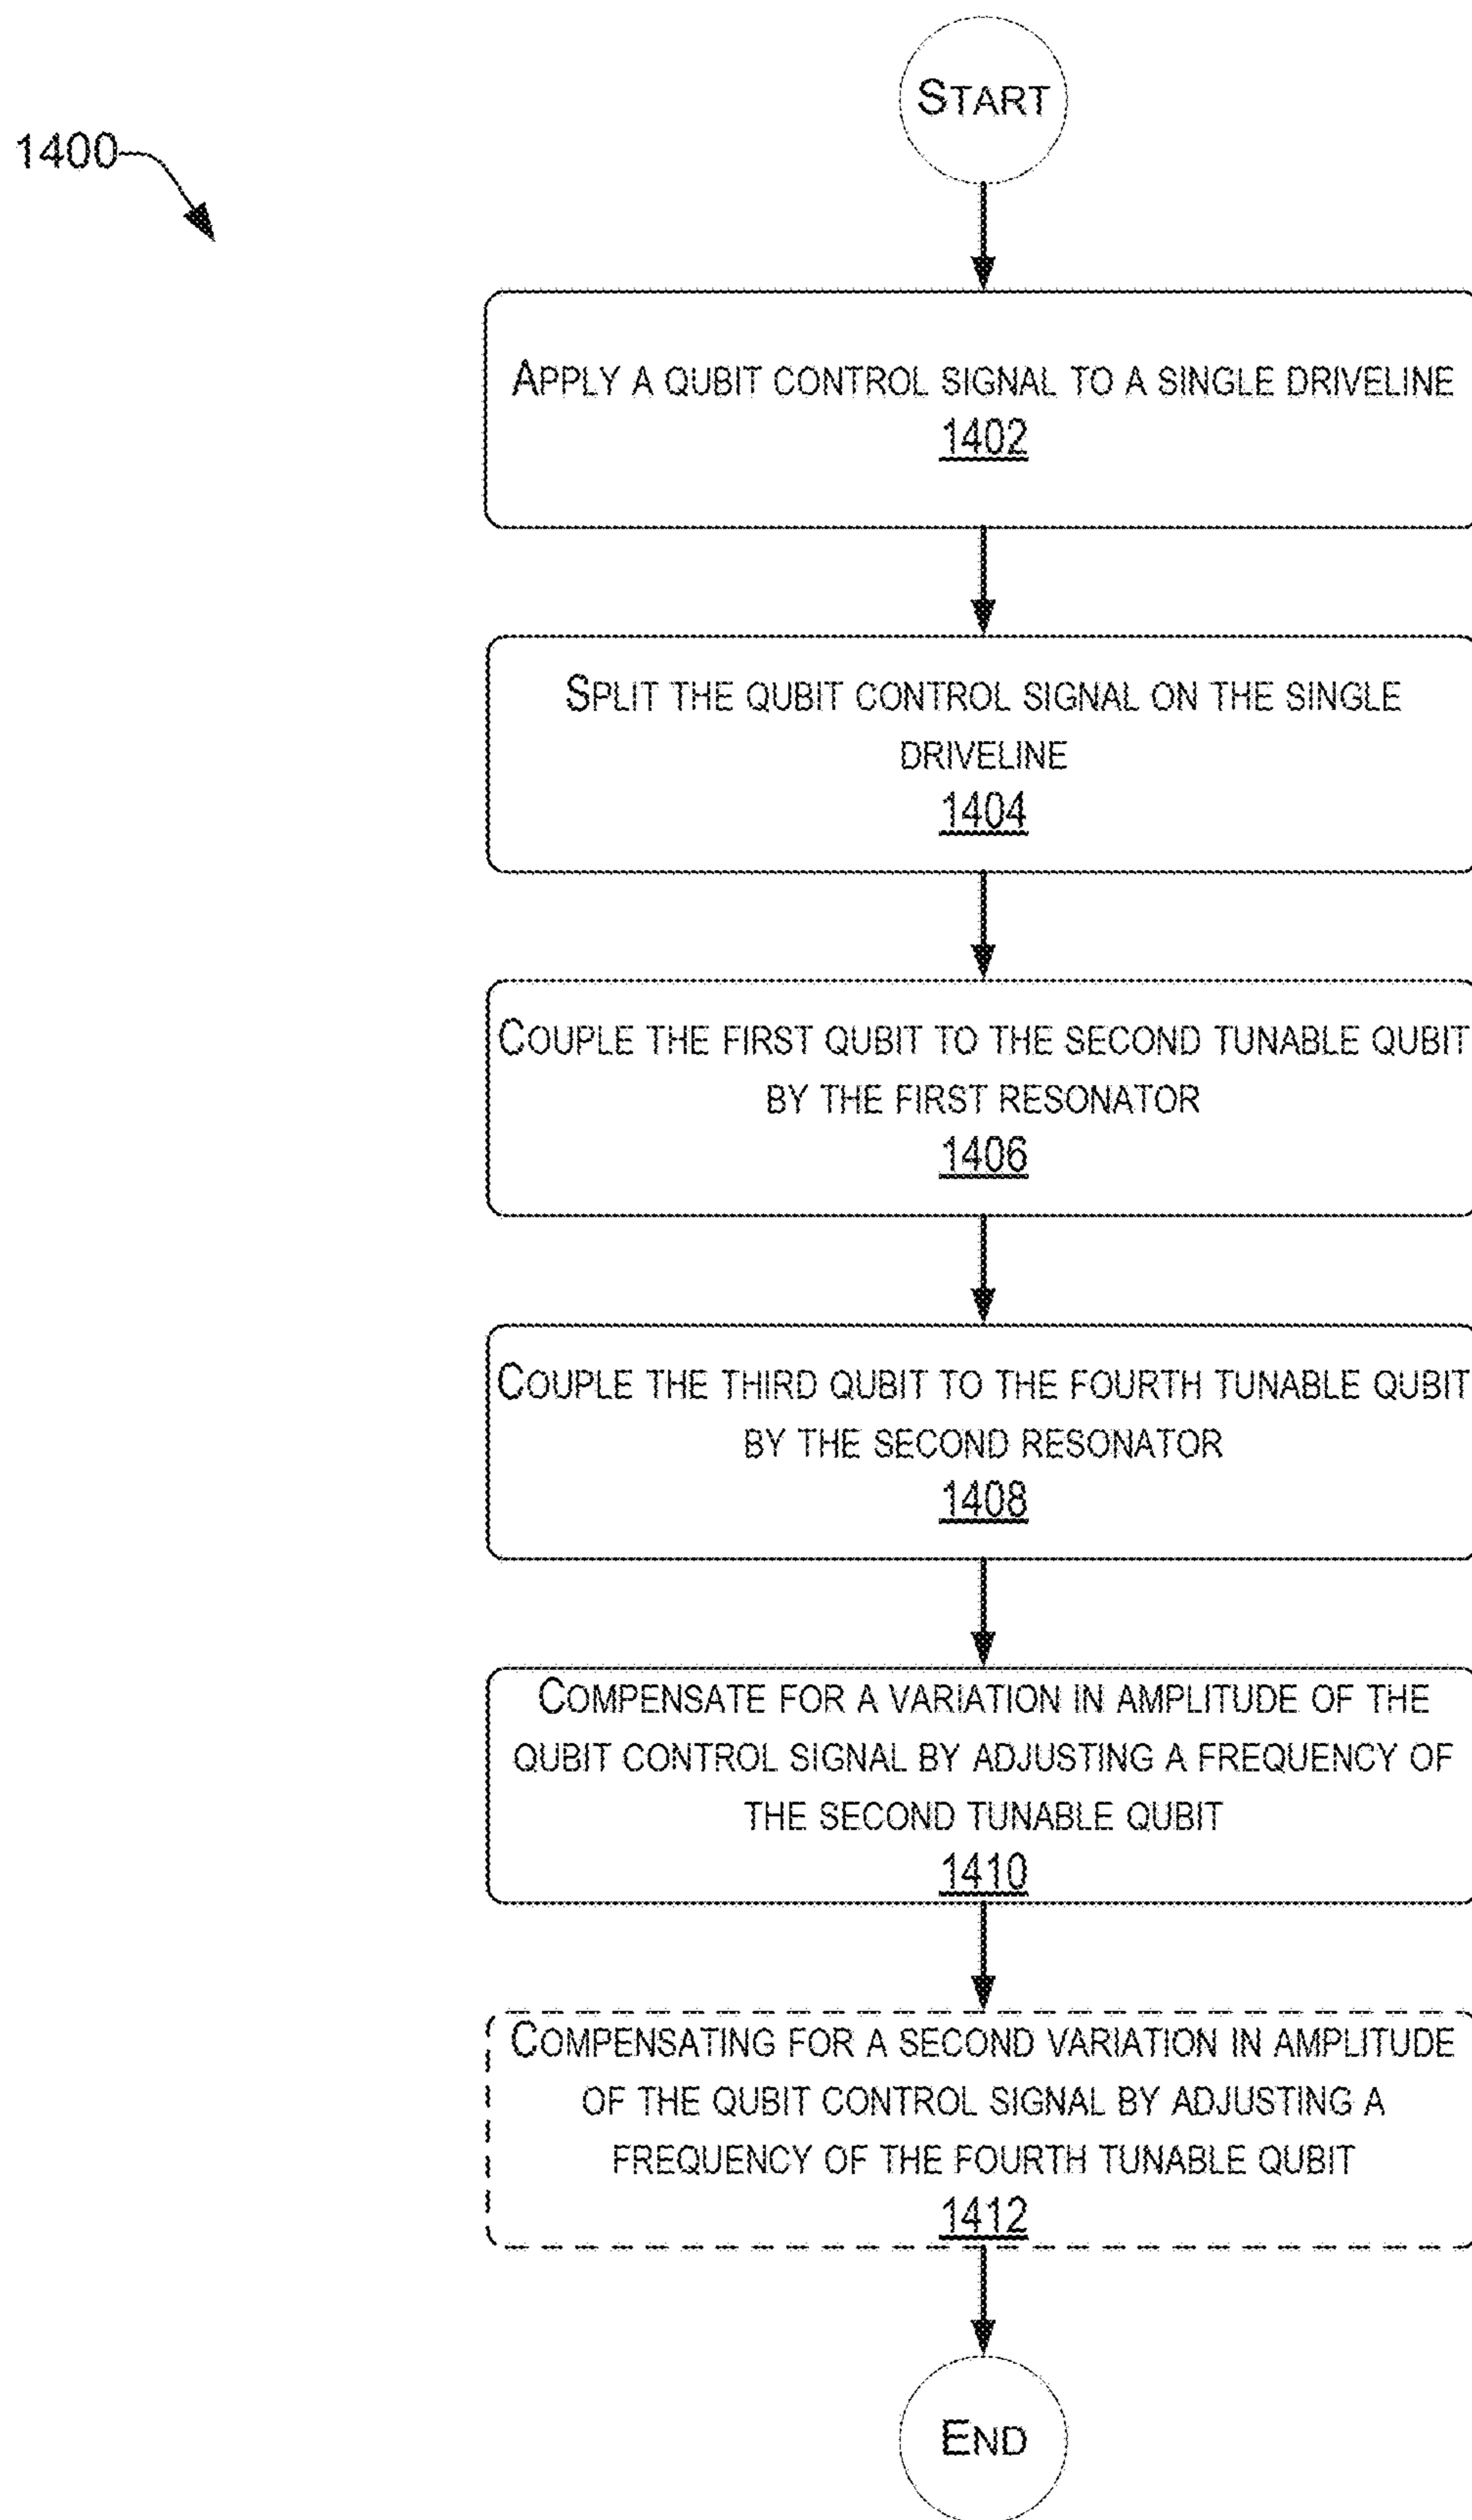 START
1400
APPLY A QUBIT CONTROL SIGNAL TO A SINGLE DRIVELINE
1402
SPLIT THE QUBIT CONTROL SIGNAL ON THE SINGLE
DRIVELINE
1404
COUPLE THE FIRST QUBIT TO THE SECOND TUNABLE QUBIT
BY THE FIRST RESONATOR
1406
COUPLE THE THIRD QUBIT TO THE FOURTH TUNABLE QUBIT
BY THE SECOND RESONATOR
1408
COMPENSATE FOR A VARIATION IN AMPLITUDE OF THE
QUBIT CONTROL SIGNAL BY ADJUSTING A FREQUENCY OF
THE SECOND TUNABLE QUBIT
1410
COMPENSATING FOR A SECOND VARIATION IN AMPLITUDE
OF THE QUBIT CONTROL SIGNAL BY ADJUSTING A
FREQUENCY OF THE FOURTH TUNABLE QUBIT
1412
END